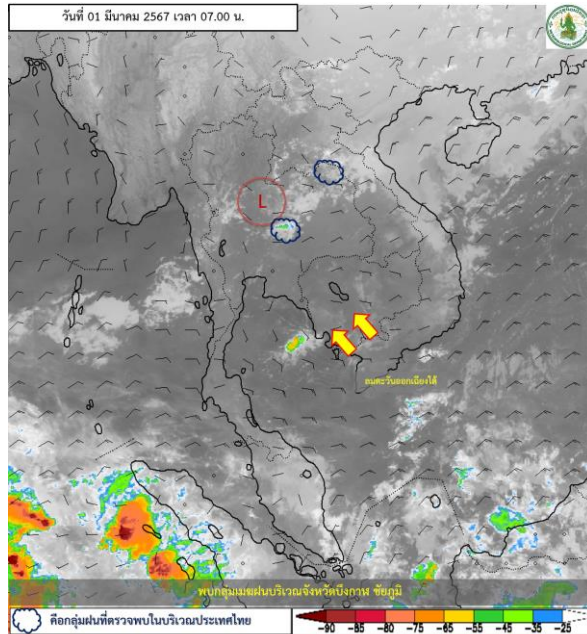 วันที่ 01 มีนาคม 2567 เวลา 07.00 น.
L
ลมตะวันออกเฉียงใต้
พบกลุ่มเมฆฝนบริเวณจังหวัดบึงกาฬ ชัยภูมิ
คือกลุ่มฝนที่ตรวจพบในบริเวณประเทศไทย
-90 -85 -80 -75 -65 -55 -45 -35 -25